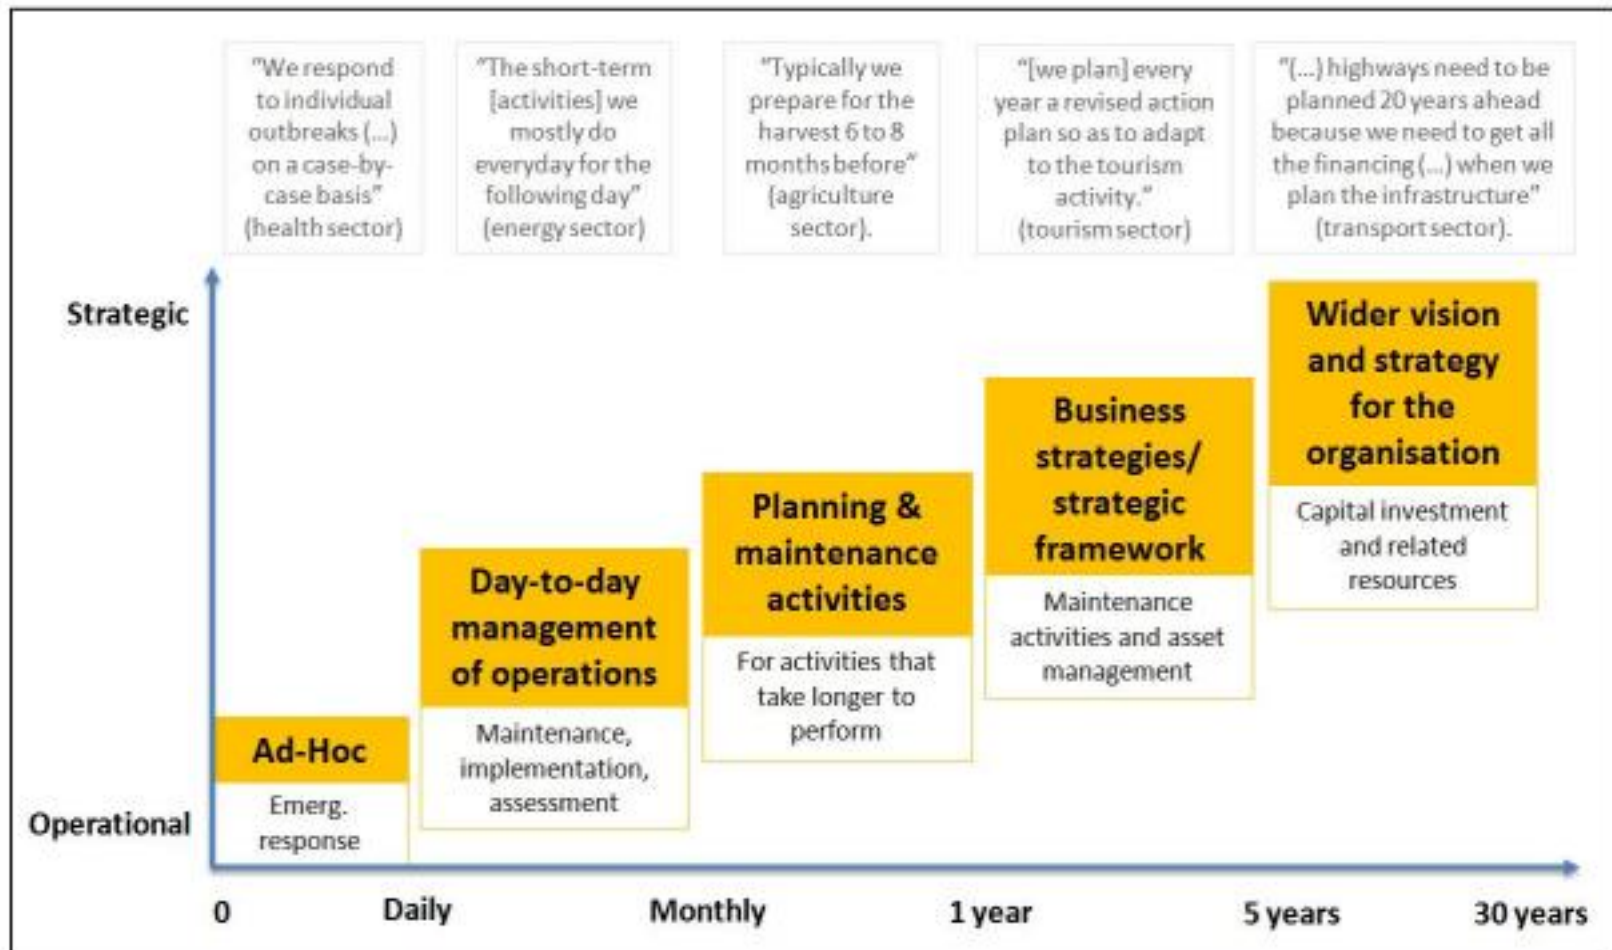 "We respond
to individual
outbreaks (...)
on a case-by-
case basis"
(health sector)
"The short-term
[activities] we
mostly do
everyday for the
following day"
(energy sector)
"Typically we
prepare for the
harvest 6 to 8
months before"
(agriculture
sector).
"[we plan] every
year a revised action
plan so as to adapt
to the tourism
activity."
(tourism sector)
"(...) highways need to be
planned 20 years ahead
because we need to get all
the financing (...) when we
plan the infrastructure"
(transport sector).
Strategic
Operational
Ad-Hoc
Emerg.
response
Day-to-day
management
of operations
Maintenance,
implementation,
assessment
Planning &
maintenance
activities
For activities that
take longer to
perform
Business
strategies/
strategic
framework
Maintenance
activities and asset
management
Wider vision
and strategy
for the
organisation
Capital investment
and related
resources
0
Daily
Monthly
1 year
5 years
30 years